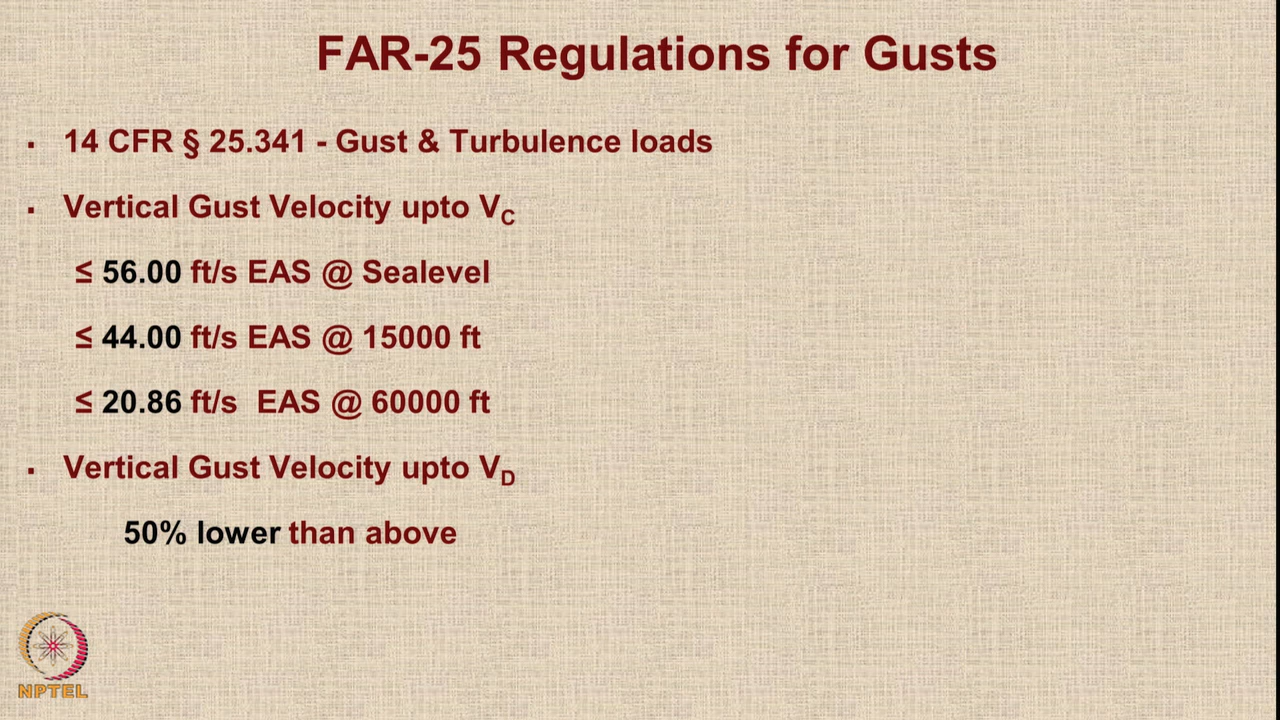 FAR-25 Regulations for Gusts
▪ 14 CFR § 25.341 - Gust & Turbulence loads
▪ Vertical Gust Velocity upto VC
≤ 56.00 ft/s EAS @ Sealevel
≤ 44.00 ft/s EAS @ 15000 ft
≤ 20.86 ft/s EAS @ 60000 ft
▪ Vertical Gust Velocity upto VD
50% lower than above
NPTEL